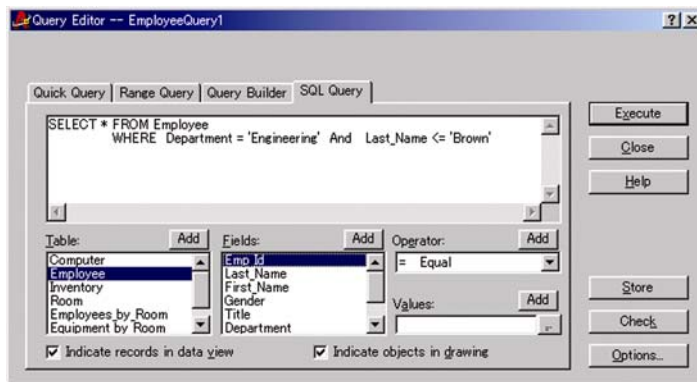 Query Editor -- EmployeeQuery1
Quick Query
Range Query
Query Builder
SQL Query
SELECT * FROM Employee
WHERE Department = 'Engineering' And Last_Name <= 'Brown'
Execute
Close
Help
Table:
Add
Fields:
Add
Operator:
Add
Computer
Employee
Inventory
Room
Employees by Room
Equipment by Room
Emp Id
Last_Name
First_Name
Gender
Title
Department
= Equal
Values:
Add
Store
Check
Options...
Indicate records in data view
Indicate objects in drawing